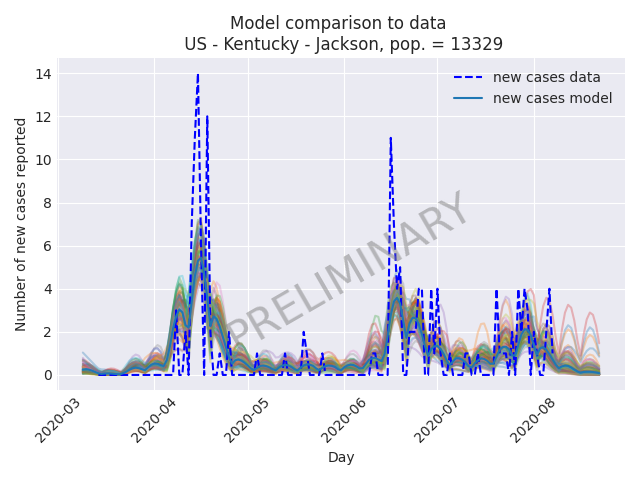 Model comparison to data
US - Kentucky - Jackson, pop. = 13329
new cases data
new cases model
PRELIMINARY
Number of new cases reported
14
12
10
8
6
4
2
0
2020-03
2020-04
2020-05
2020-06
2020-07
2020-08
Day